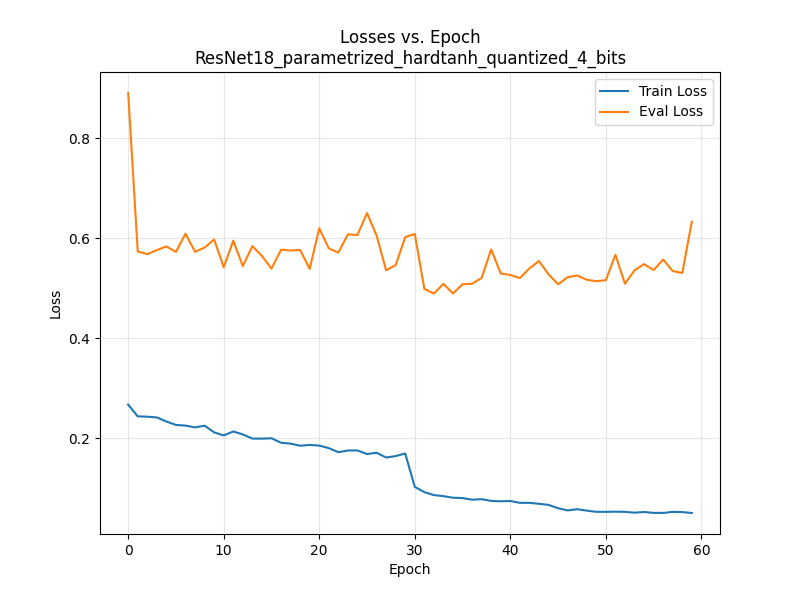 Losses vs. Epoch
ResNet18_parametrized_hardtanh_quantized_4_bits
Train Loss
Eval Loss
0.8
0.6
0.4
0.2
Loss
0
10
20
30
40
50
60
Epoch